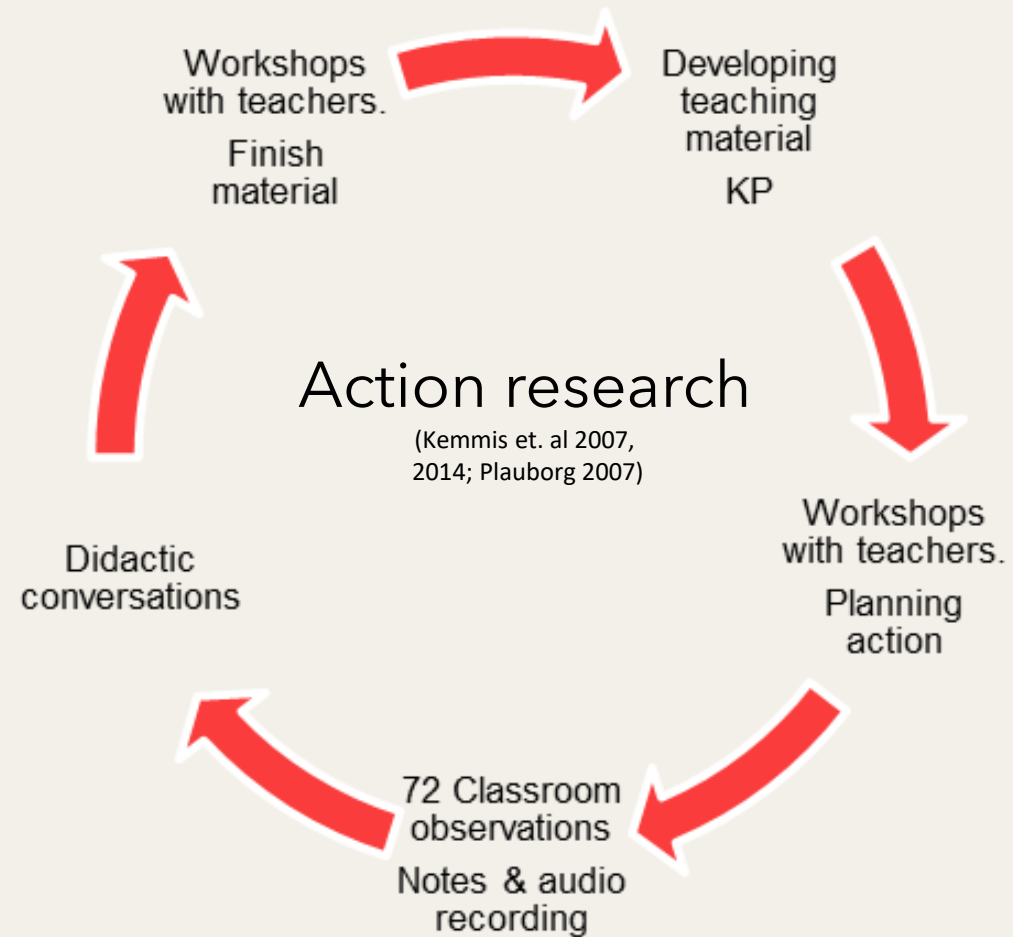 Workshops
with teachers.
Finish
material
Developing
teaching
material
KP
Action research
(Kemmis et. al 2007,
2014; Plauborg 2007)
Workshops
with teachers.
Planning
action
72 Classroom
observations
Notes & audio
recording
Didactic
conversations